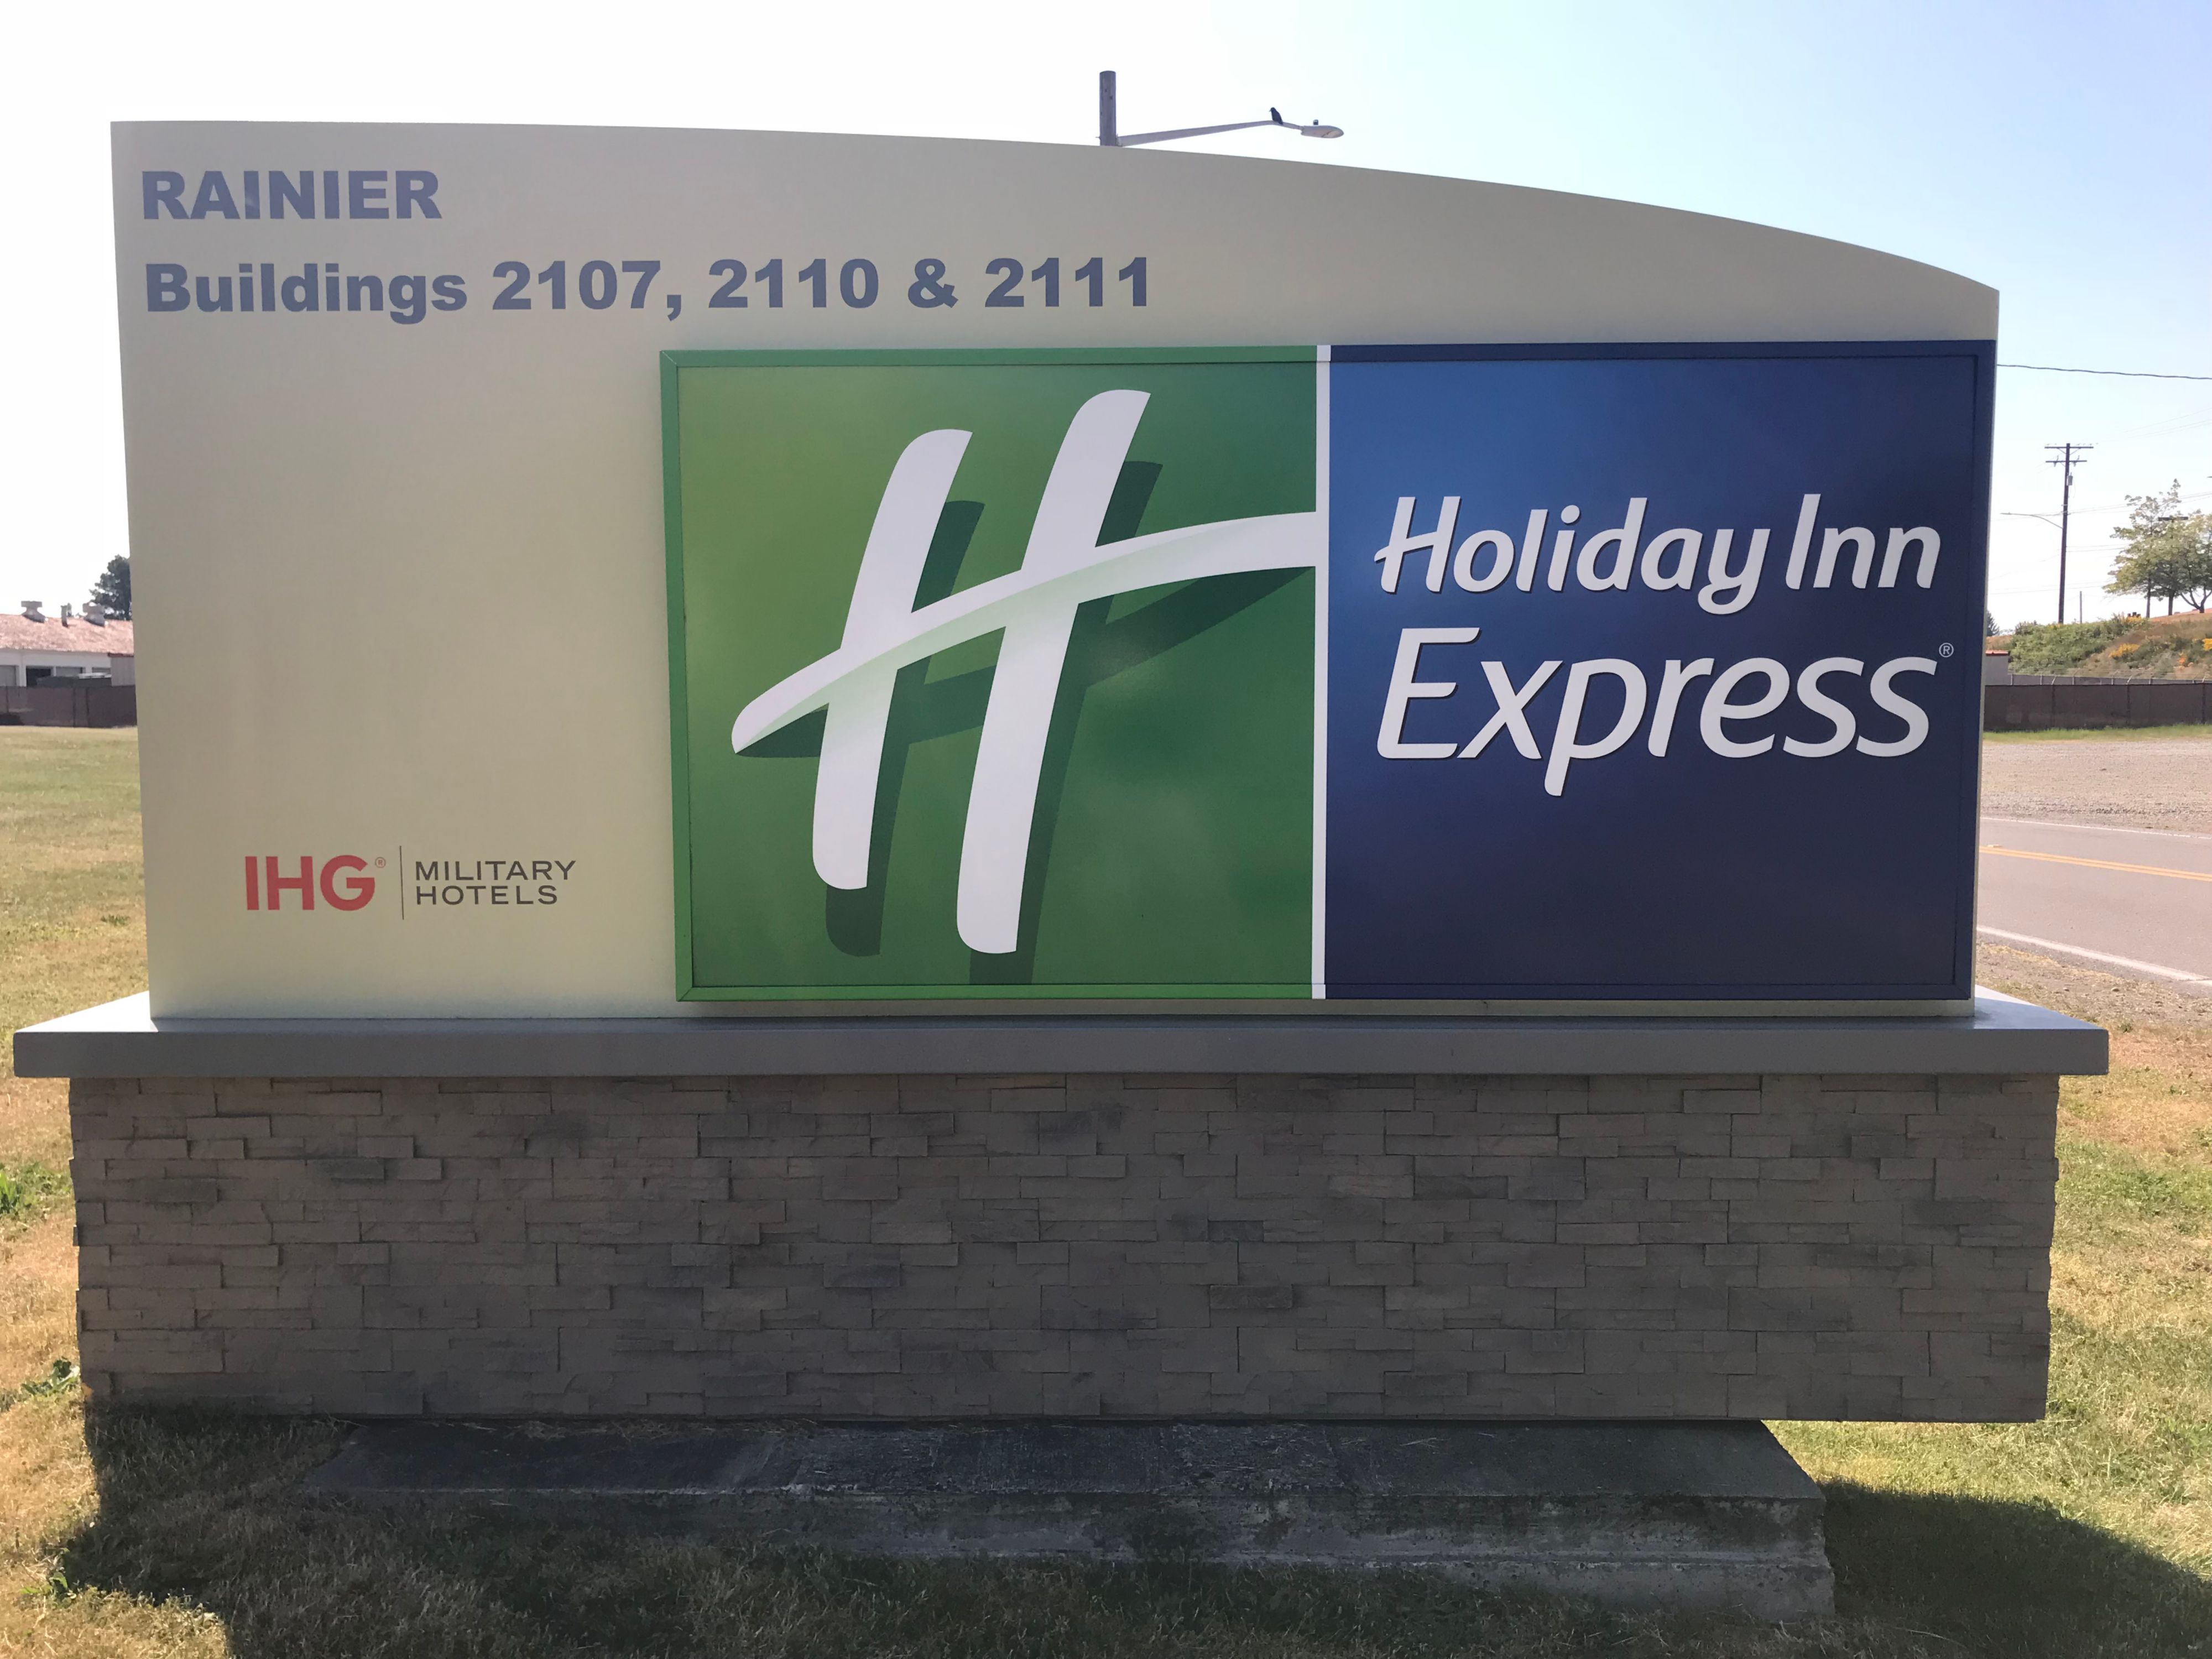 RAINIER
Buildings 2107, 2110 & 2111
Holiday Inn
Express®
IHG® | MILITARY
HOTELS